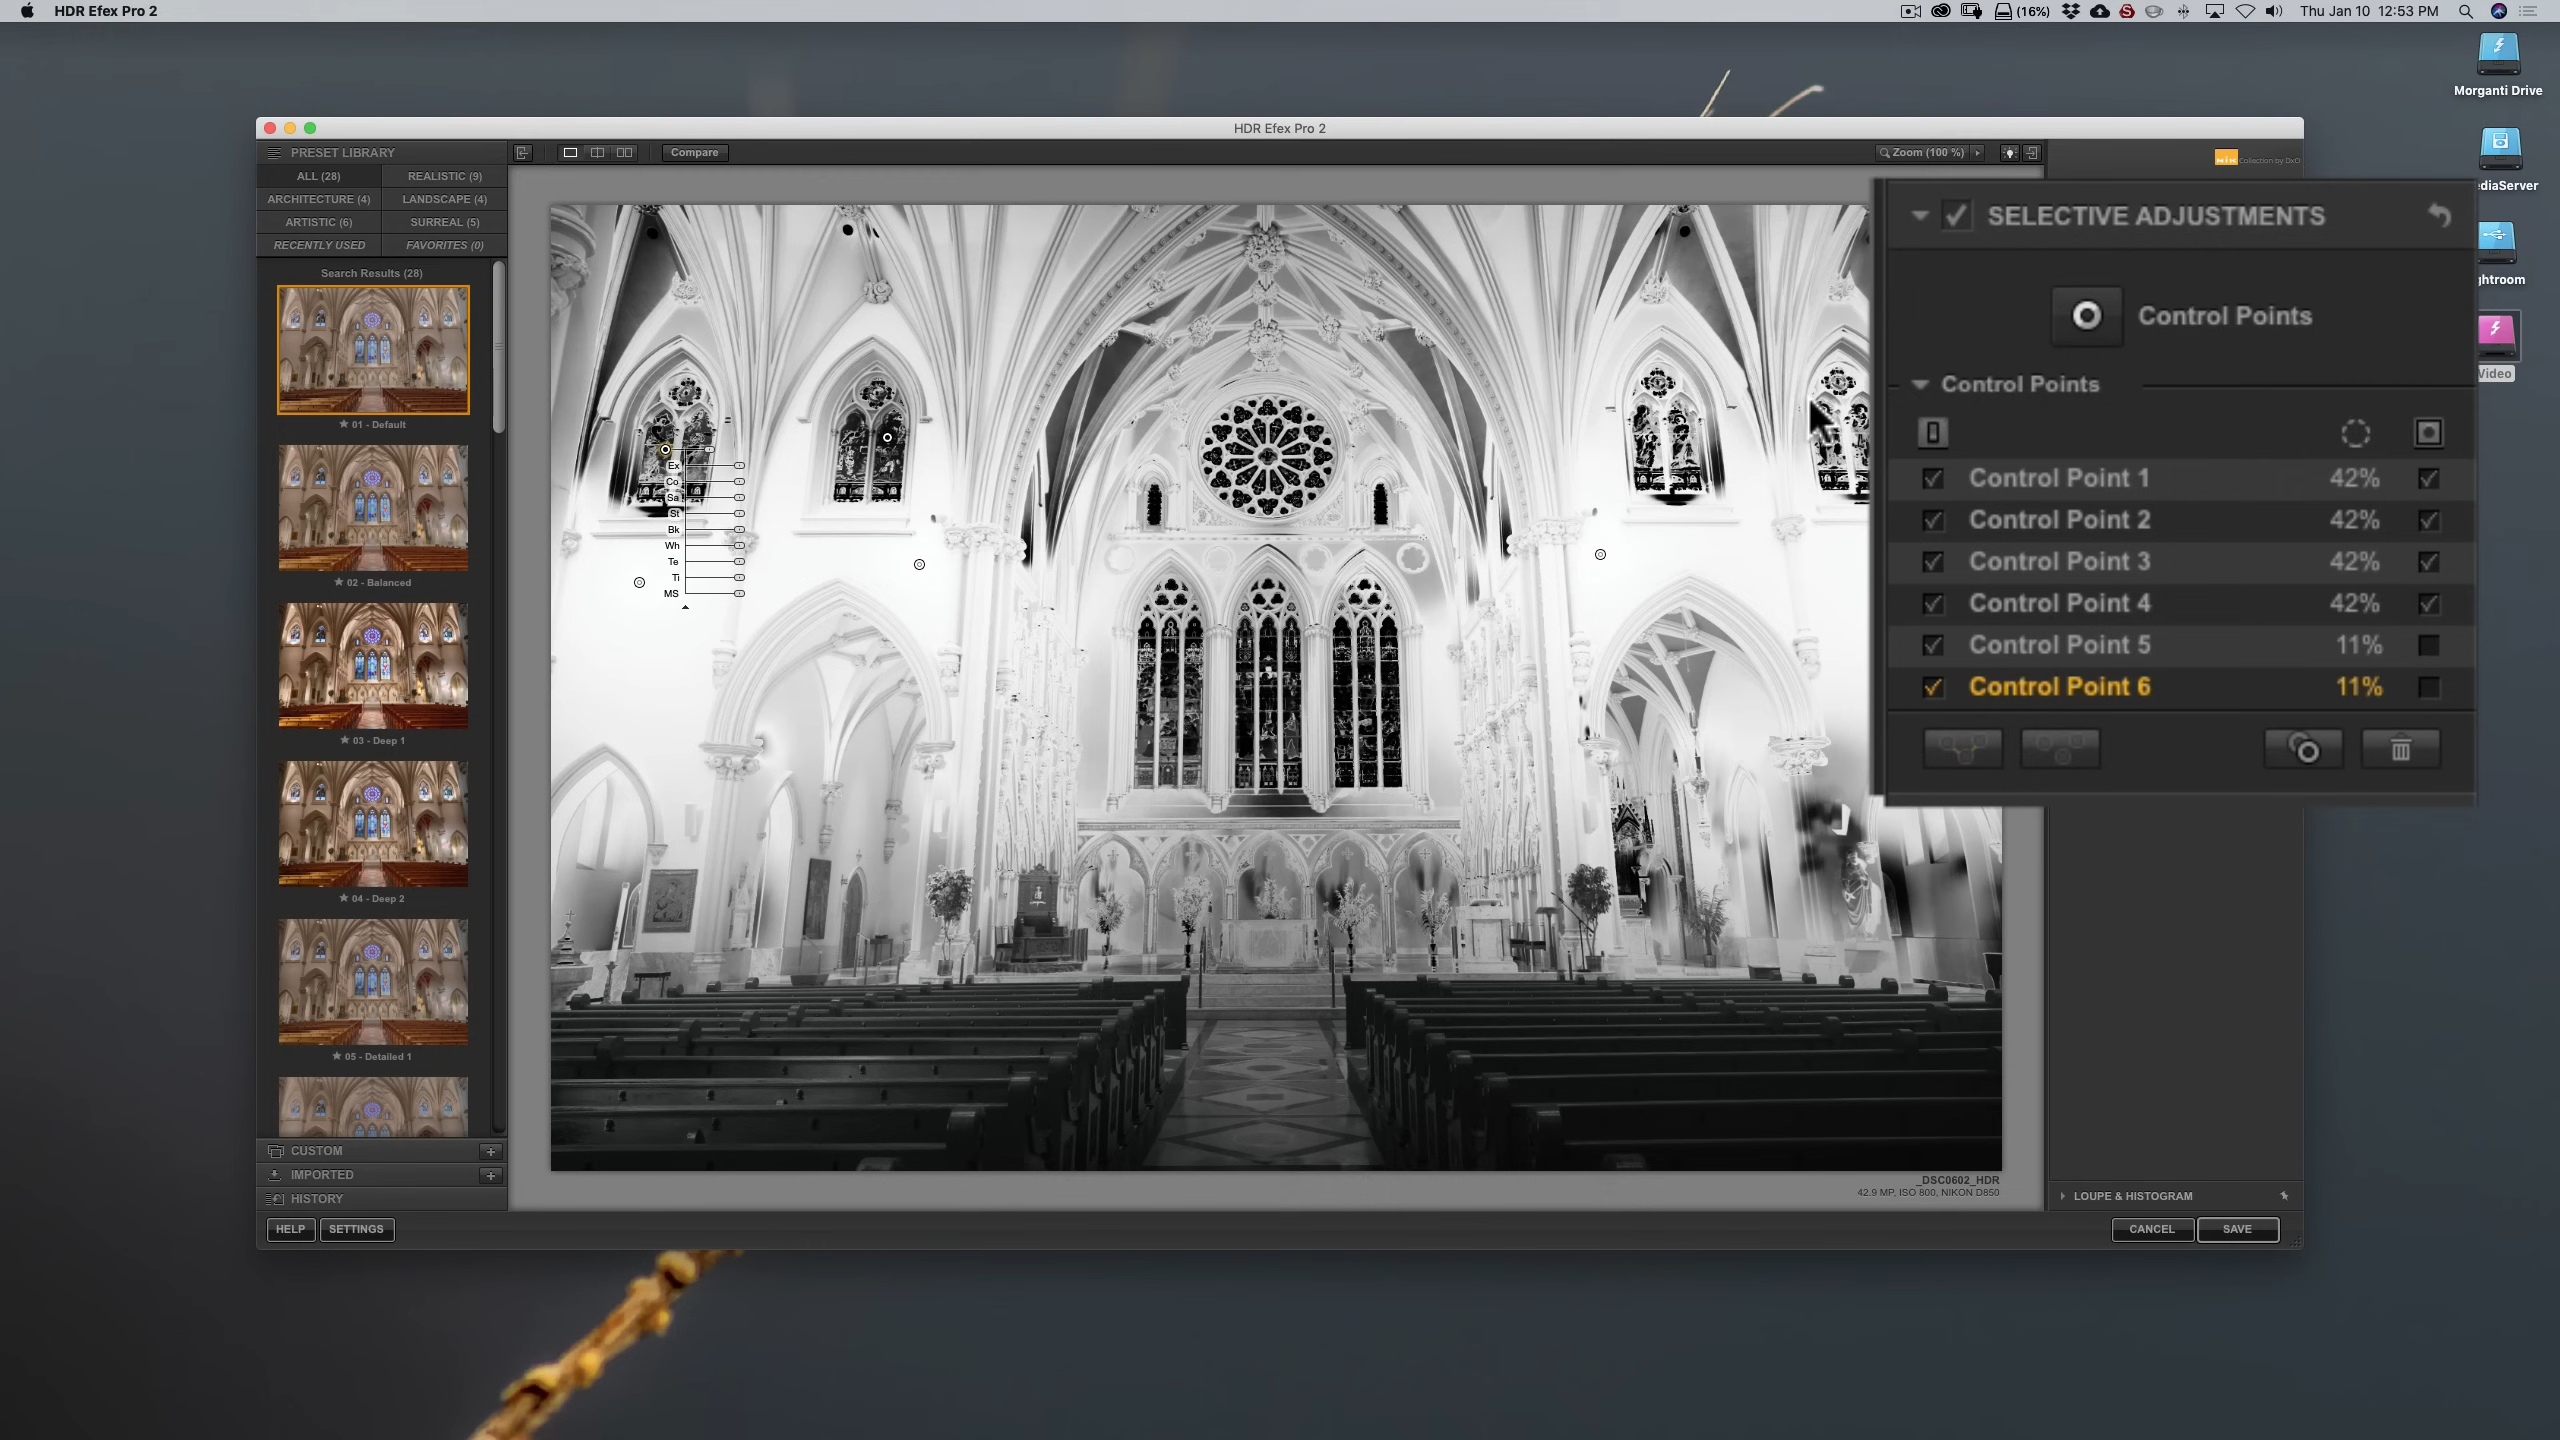 HDR Efex Pro 2
(16%)
Thu Jan 10 12:53 PM
Morganti Drive
ediaServer
ghtroom
Video
HDR Efex Pro 2
PRESET LIBRARY
ALL (28)
REALISTIC (9)
ARCHITECTURE (4)
LANDSCAPE (4)
ARTISTIC (6)
SURREAL (5)
RECENTLY USED
FAVORITES (0)
Search Results (28)
01 - Default
02 - Balanced
03 - Deep 1
04 - Deep 2
05 - Detailed 1
CUSTOM
IMPORTED
HISTORY
HELP
SETTINGS
Compare
Zoom (100 %)
Collection by DxO
Ex
Co
Sa
St
Bk
Wh
Te
Ti
MS
_DSC0602_HDR
42.9 MP, ISO 800, NIKON D850
SELECTIVE ADJUSTMENTS
Control Points
Control Points
Control Point 1 42%
Control Point 2 42%
Control Point 3 42%
Control Point 4 42%
Control Point 5 11%
Control Point 6 11%
LOUPE & HISTOGRAM
CANCEL
SAVE